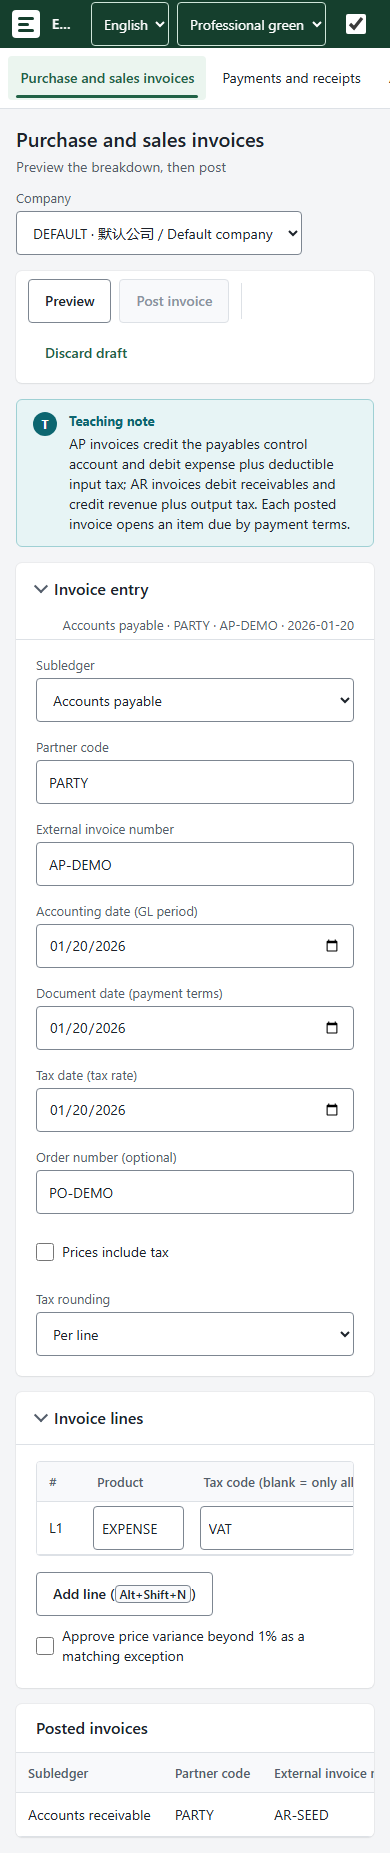 E...
English
Professional green
Purchase and sales invoices
Payments and receipts
Purchase and sales invoices
Preview the breakdown, then post
Company
DEFAULT · 默认公司 / Default company
Preview
Post invoice
Discard draft
T
Teaching note
AP invoices credit the payables control
account and debit expense plus deductible
input tax; AR invoices debit receivables and
credit revenue plus output tax. Each posted
invoice opens an item due by payment terms.
Invoice entry
Accounts payable · PARTY · AP-DEMO · 2026-01-20
Subledger
Accounts payable
Partner code
PARTY
External invoice number
AP-DEMO
Accounting date (GL period)
01/20/2026
Document date (payment terms)
01/20/2026
Tax date (tax rate)
01/20/2026
Order number (optional)
PO-DEMO
Prices include tax
Tax rounding
Per line
Invoice lines
# Product Tax code (blank = only all
L1 EXPENSE VAT
Add line (Alt+Shift+N)
Approve price variance beyond 1% as a
matching exception
Posted invoices
Subledger Partner code External invoice
Accounts receivable PARTY AR-SEED